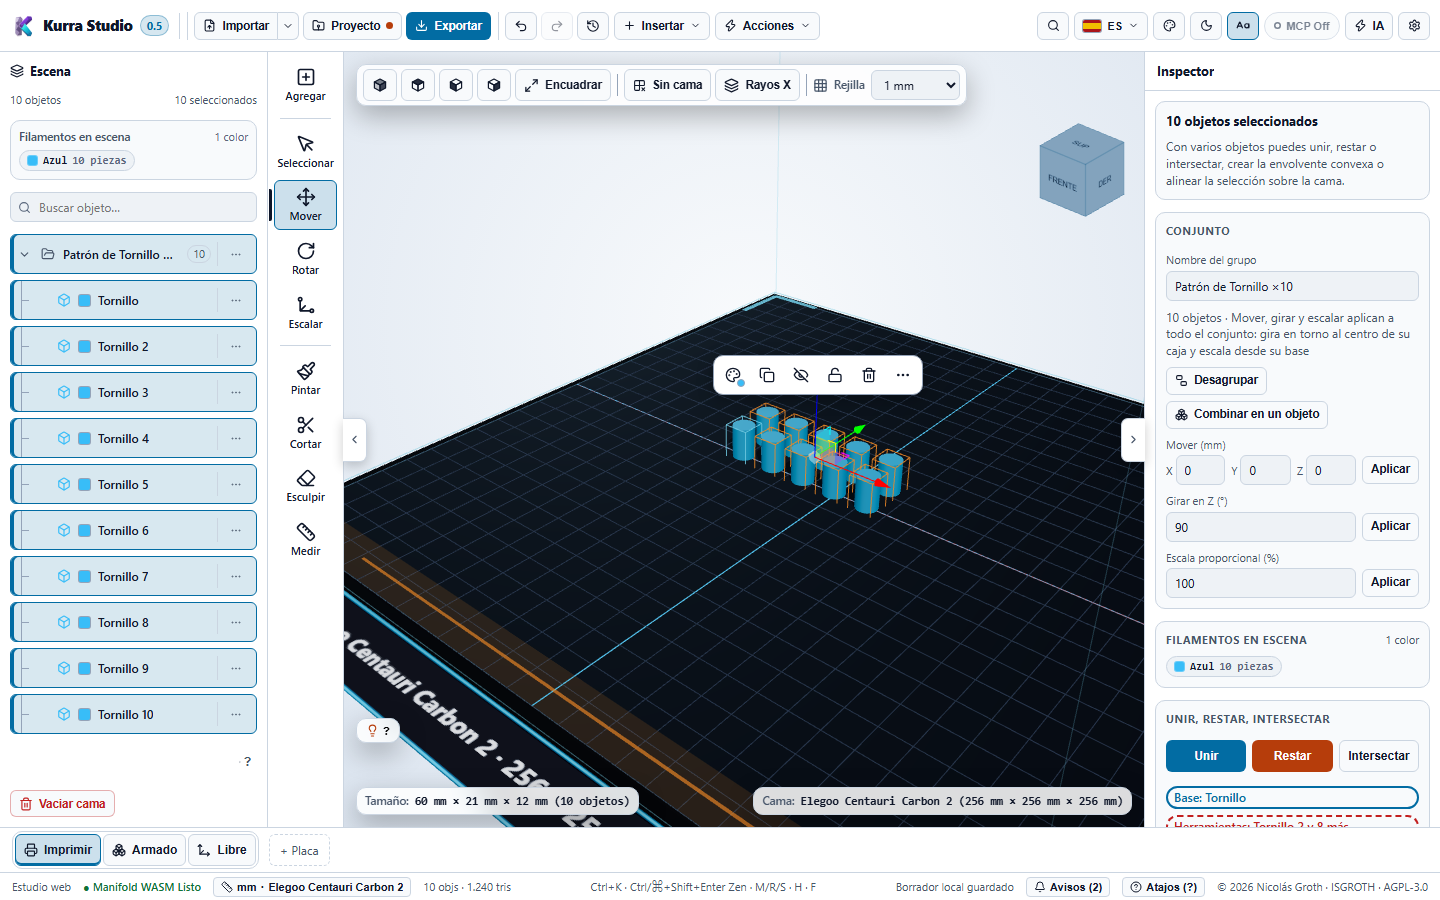 Kurra Studio 0.5 Importar Proyecto Exportar Insertar Acciones ES MCP Off IA
Escena
10 objetos 10 seleccionados
Filamentos en escena 1 color
Azul 10 piezas
Buscar objeto...
Patrón de Tornillo ... 10
Tornillo
Tornillo 2
Tornillo 3
Tornillo 4
Tornillo 5
Tornillo 6
Tornillo 7
Tornillo 8
Tornillo 9
Tornillo 10
?
Vaciar cama
Agregar
Seleccionar
Mover
Rotar
Escalar
Pintar
Cortar
Esculpir
Medir
Encuadrar Sin cama Rayos X Rejilla 1 mm
SUP
FRENTE DER
Centauri Carbon 2 · 256
?
Tamaño: 60 mm × 21 mm × 12 mm (10 objetos)
Cama: Elegoo Centauri Carbon 2 (256 mm × 256 mm × 256 mm)
Inspector
10 objetos seleccionados
Con varios objetos puedes unir, restar o
intersectar, crear la envolvente convexa o
alinear la selección sobre la cama.
CONJUNTO
Nombre del grupo
Patrón de Tornillo ×10
10 objetos · Mover, girar y escalar aplican a
todo el conjunto: gira en torno al centro de su
caja y escala desde su base
Desagrupar
Combinar en un objeto
Mover (mm)
X 0 Y 0 Z 0 Aplicar
Girar en Z (°)
90 Aplicar
Escala proporcional (%)
100 Aplicar
FILAMENTOS EN ESCENA 1 color
Azul 10 piezas
UNIR, RESTAR, INTERSECTAR
Unir Restar Intersectar
Base: Tornillo
Herramientas: Tornillo 2 y 8 más
Imprimir Armado Libre + Placa
Estudio web ● Manifold WASM Listo mm · Elegoo Centauri Carbon 2 10 objs · 1.240 tris Ctrl+K · Ctrl/⌘+Shift+Enter Zen · M/R/S · H · F Borrador local guardado Avisos (2) Atajos (?) © 2026 Nicolás Groth · ISGROTH · AGPL-3.0